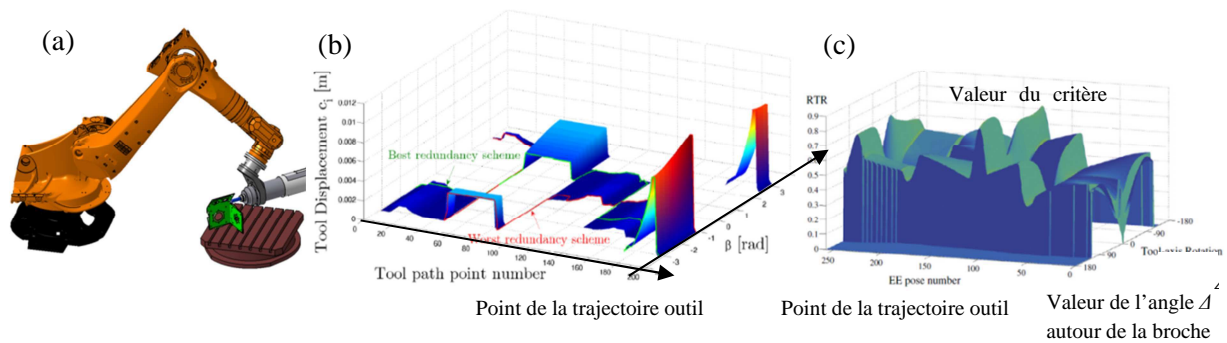 (a)
(b)
Tool Displacement c_i [m]
0.012
0.01
0.008
0.006
0.004
0.002
0
Best redundancy scheme
Worst redundancy scheme
0
20
40
60
80
100
120
140
160
180
200
Tool path point number
-3
-2
-1
0
1
2
3
β [rad]
Point de la trajectoire outil
(c)
RTR
Valeur du critère
0.9
0.8
0.7
0.6
0.5
0.4
0.3
0.2
0.1
0
250
200
150
100
50
0
EE pose number
180
90
0
-90
-180
Tool axis Rotation
Point de la trajectoire outil
Valeur de l'angle Δ
autour de la broche